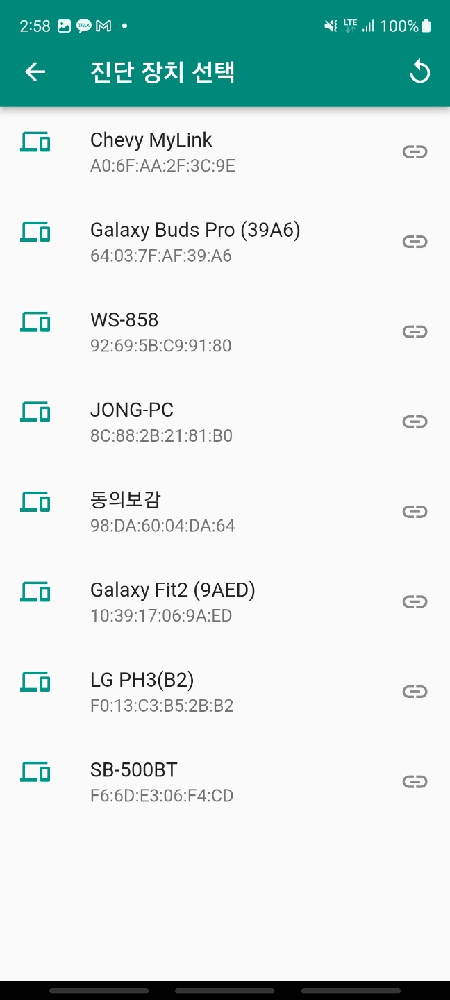 2:58 TALK LTE 100%
진단 장치 선택
Chevy MyLink
A0:6F:AA:2F:3C:9E
Galaxy Buds Pro (39A6)
64:03:7F:AF:39:A6
WS-858
92:69:5B:C9:91:80
JONG-PC
8C:88:2B:21:81:B0
동의보감
98:DA:60:04:DA:64
Galaxy Fit2 (9AED)
10:39:17:06:9A:ED
LG PH3(B2)
F0:13:C3:B5:2B:B2
SB-500BT
F6:6D:E3:06:F4:CD